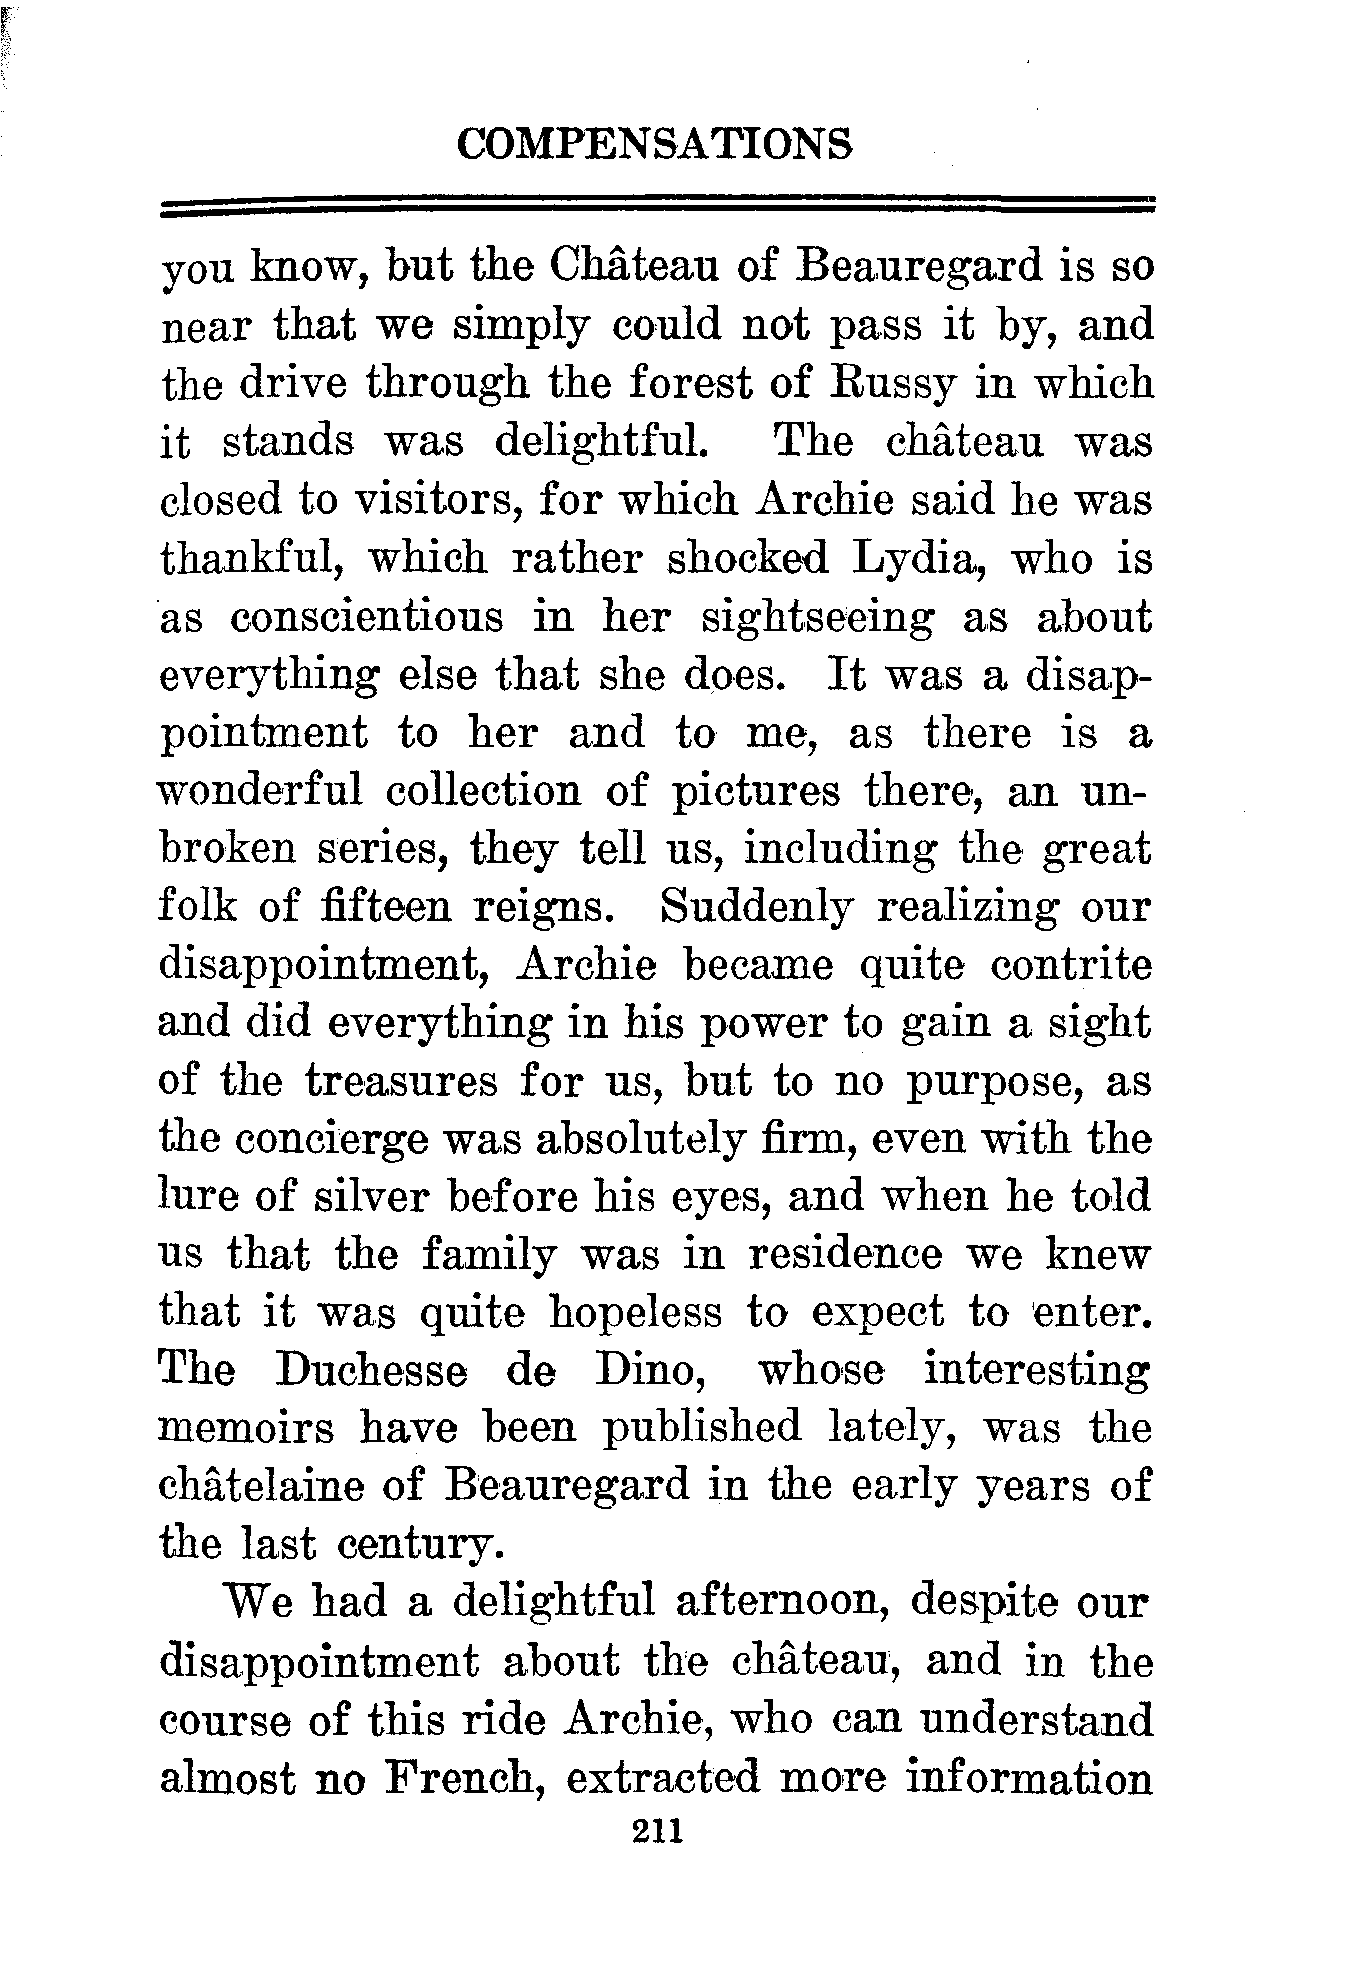 COMPENSATIONS
you know, but the Château of Beauregard is so
near that we simply could not pass it by, and
the drive through the forest of Russy in which
it stands was delightful. The château was
closed to visitors, for which Archie said he was
thankful, which rather shocked Lydia, who is
as conscientious in her sightseeing as about
everything else that she does. It was a disap-
pointment to her and to me, as there is a
wonderful collection of pictures there, an un-
broken series, they tell us, including the great
folk of fifteen reigns. Suddenly realizing our
disappointment, Archie became quite contrite
and did everything in his power to gain a sight
of the treasures for us, but to no purpose, as
the concierge was absolutely firm, even with the
lure of silver before his eyes, and when he told
us that the family was in residence we knew
that it was quite hopeless to expect to enter.
The Duchesse de Dino, whose interesting
memoirs have been published lately, was the
châtelaine of Beauregard in the early years of
the last century.
We had a delightful afternoon, despite our
disappointment about the château, and in the
course of this ride Archie, who can understand
almost no French, extracted more information
211